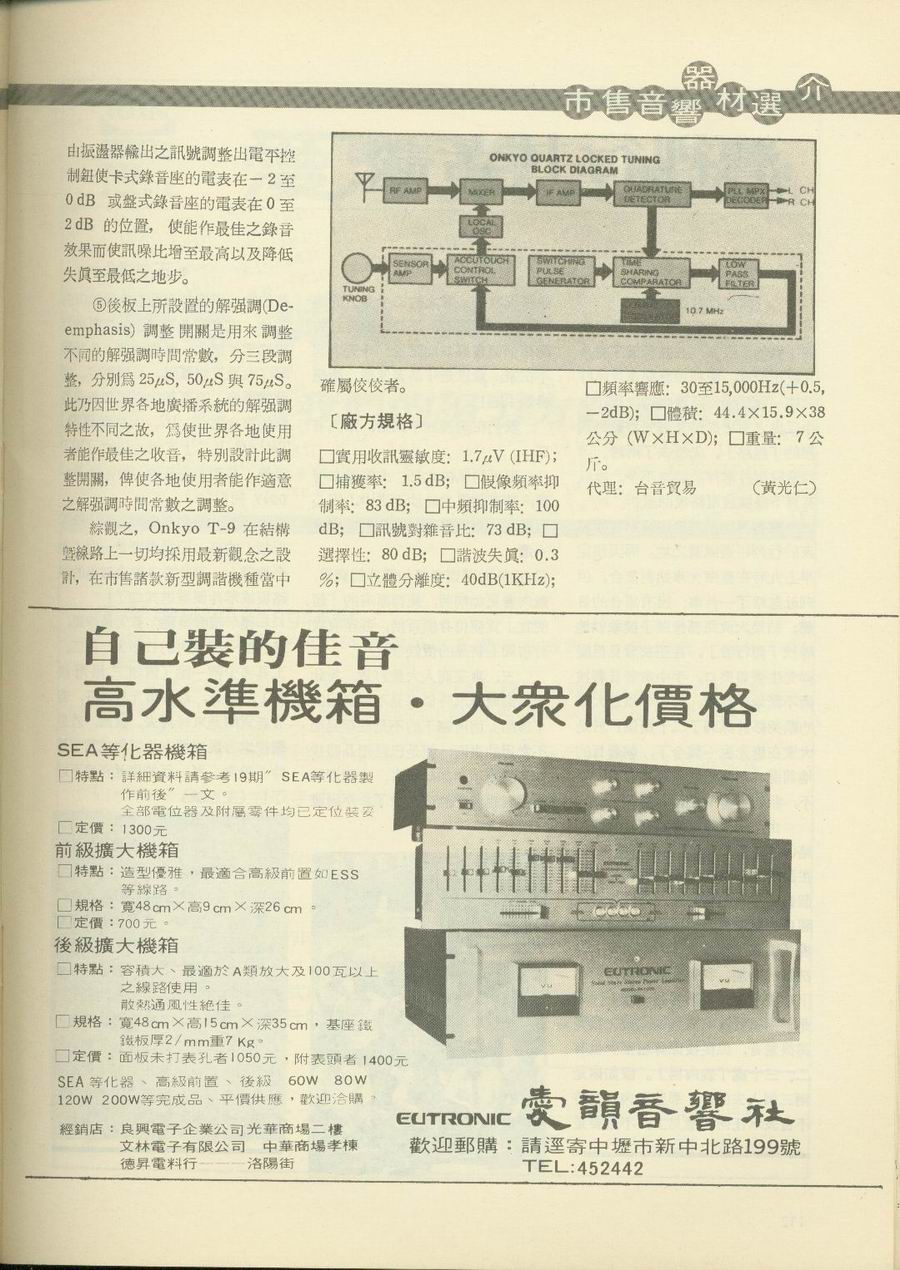 市售音響器材選介
由振盪器輸出之訊號調整出電平控
制鈕使卡式錄音座的電表在－2至
0 dB 或盤式錄音座的電表在 0 至
2 dB 的位置，使能作最佳之錄音
效果而使訊噪比增至最高以及降低
失眞至最低之地步。
⑤後板上所設置的解强調(De-
emphasis) 調整開關是用來調整
不同的解强調時間常數，分三段調
整，分別爲 25μS, 50μS 與 75μS。
此乃因世界各地廣播系統的解强調
特性不同之故，爲使世界各地使用
者能作最佳之收音，特別設計此調
整開關，俾使各地使用者能作適意
之解强調時間常數之調整。
綜觀之，Onkyo T-9 在結構
暨線路上一切均採用最新觀念之設
計，在市售諸款新型調諧機種當中
ONKYO QUARTZ LOCKED TUNING
BLOCK DIAGRAM
RF AMP
MIXER
IF AMP
QUADRATURE
DETECTOR
PLL MPX
DECODER
L CH
R CH
LOCAL
OSC
TUNING
KNOB
SENSOR
AMP
ACCUTOUCH
CONTROL
SWITCH
SWITCHING
PULSE
GENERATOR
TIME
SHARING
COMPARATOR
LOW
PASS
FILTER
10.7 MHz
確屬佼佼者。
〔廠方規格〕
□實用收訊靈敏度：1.7μV (IHF)；
□捕獲率：1.5 dB；□假像頻率抑
制率：83 dB；□中頻抑制率：100
dB；□訊號對雜音比：73 dB；□
選擇性：80 dB；□諧波失眞：0.3
%；□立體分離度：40dB(1KHz)；
□頻率響應：30至15,000Hz(+0.5,
－2dB)；□體積：44.4×15.9×38
公分 (W×H×D)；□重量：7 公
斤。
代理：台音貿易 （黃光仁）
自己裝的佳音
高水準機箱・大衆化價格
SEA等化器機箱
□特點：詳細資料請參考19期〞SEA等化器製
作前後〞一文。
全部電位器及附屬零件均已定位裝妥
□定價：1300元
前級擴大機箱
□特點：造型優雅，最適合高級前置如ESS
等線路。
□規格：寬48cm×高9cm×深26cm。
□定價：700元。
後級擴大機箱
□特點：容積大、最適於A類放大及100瓦以上
之線路使用。
散熱通風性絕佳。
□規格：寬48cm×高15cm×深35cm，基座鐵
鐵板厚2/mm重7Kg。
□定價：面板未打表孔者1050元，附表頭者1400元
SEA等化器、高級前置、後級 60W 80W
120W 200W等完成品、平價供應，歡迎洽購。
經銷店：良興電子企業公司光華商場二樓
文林電子有限公司 中華商場孝棟
德昇電料行———洛陽街
EUTRONIC
Solid State Stereo Power Amplifier
VU
VU
EUTRONIC 雯韻音響社
歡迎郵購：請逕寄中壢市新中北路199號
TEL:452442